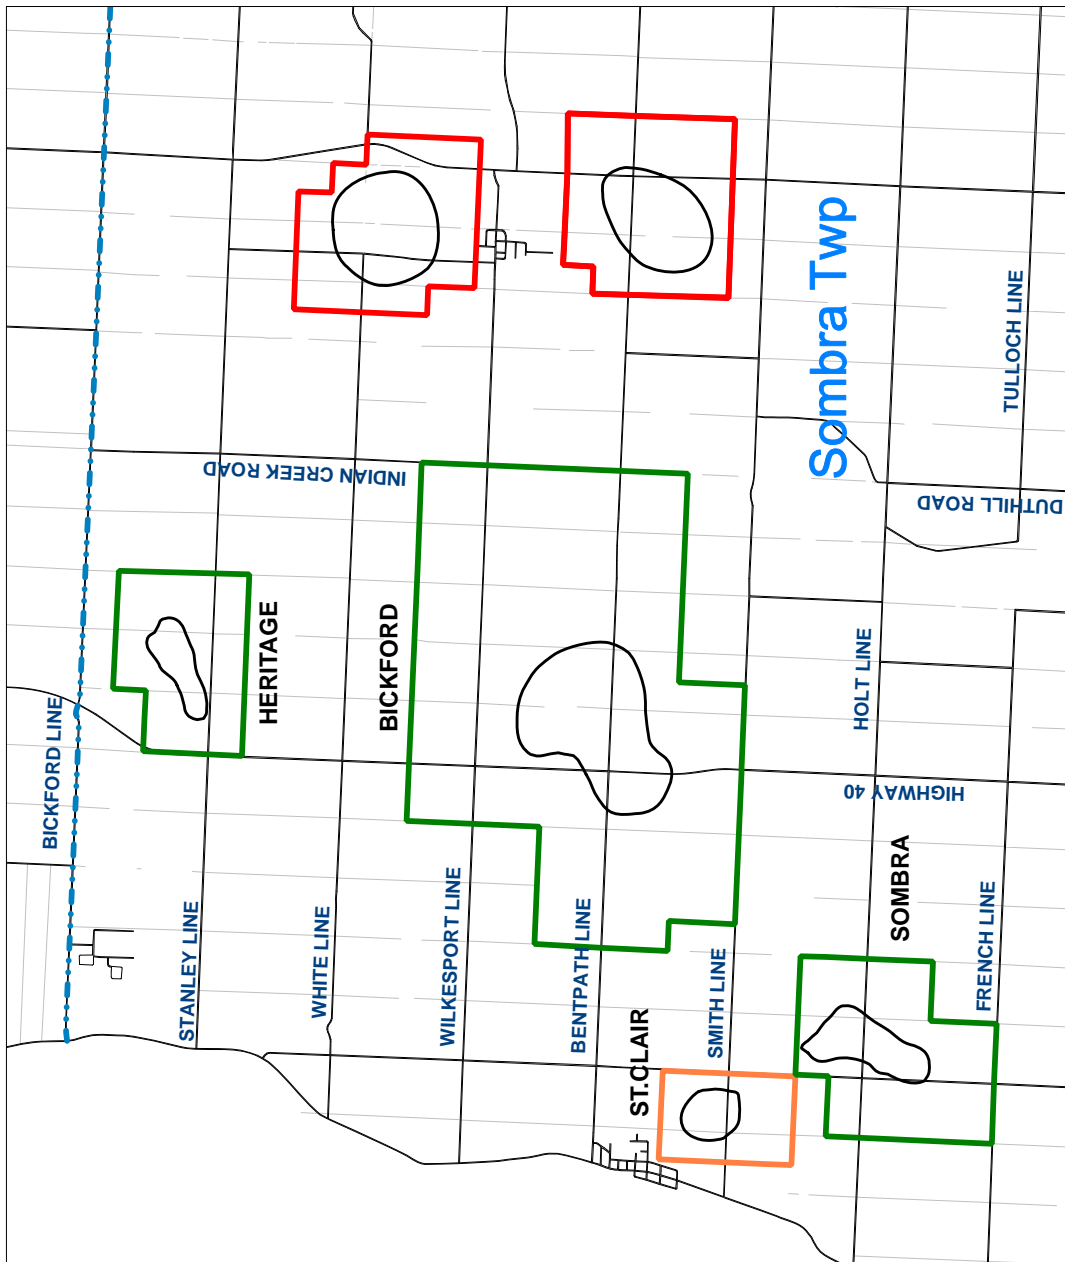 Sombra Twp
TULLOCH LINE
INDIAN CREEK ROAD
DUTHILL ROAD
HERITAGE
BICKFORD
HOLT LINE
BICKFORD LINE
HIGHWAY 40
SOMBRA
STANLEY LINE
WHITE LINE
WILKESPORT LINE
BENTPATH LINE
SMITH LINE
FRENCH LINE
ST.CLAIR